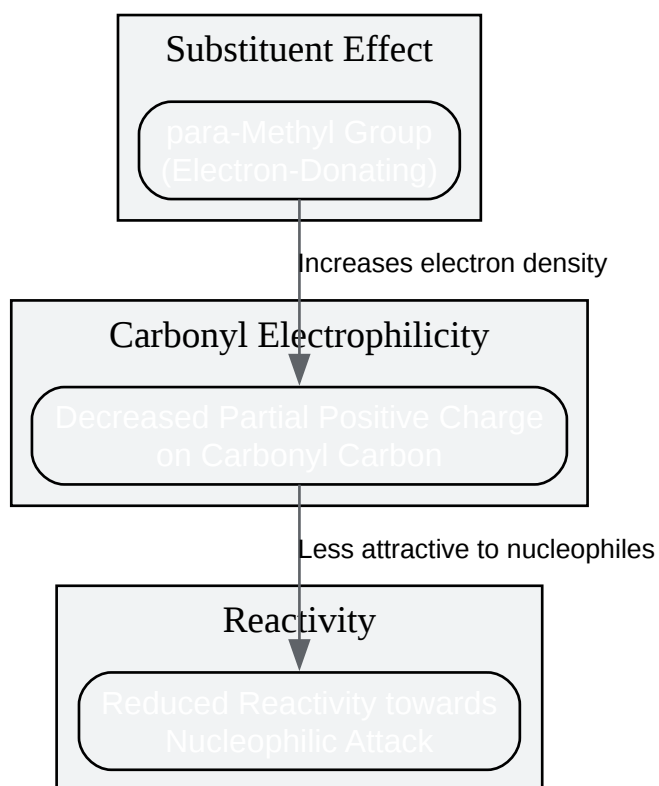 Substituent Effect
para-Methyl Group
(Electron-Donating)
Increases electron density
Carbonyl Electrophilicity
Decreased Partial Positive Charge
on Carbonyl Carbon
Less attractive to nucleophiles
Reactivity
Reduced Reactivity towards
Nucleophilic Attack